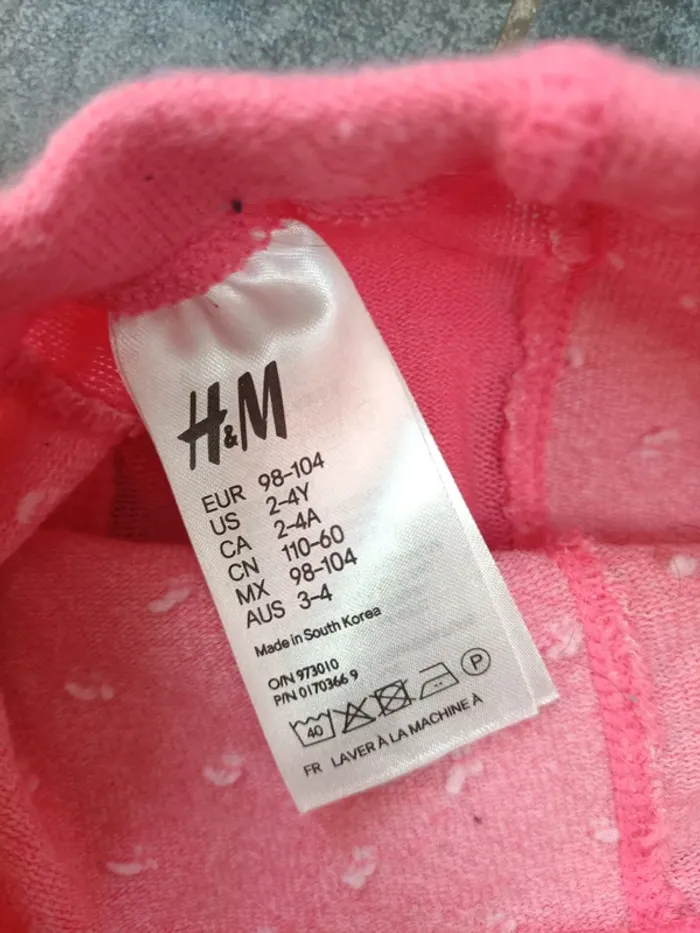 H&M
EUR 98-104
US 2-4Y
CA 2-4A
CN 110-60
MX 98-104
AUS 3-4
Made in South Korea
O/N 973010
P/N 0170366 9
40 P
FR LAVER À LA MACHINE À